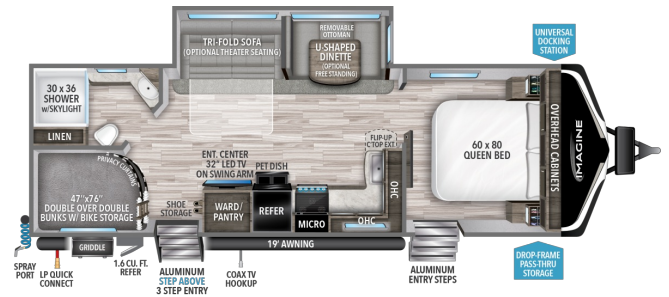 REMOVABLE
OTTOMAN
TRI-FOLD SOFA
(OPTIONAL THEATER SEATING)
U-SHAPED
DINETTE
(OPTIONAL
FREE STANDING)
UNIVERSAL
DOCKING
STATION
30 x 36
SHOWER
w/SKYLIGHT
LINEN
PRIVACY CURTAINS
47"x76"
DOUBLE OVER DOUBLE
BUNKS W/ BIKE STORAGE
ENT. CENTER
32" LED TV
ON SWING ARM
PET DISH
FLIP-UP
C'TOP EXT
SHOE
STORAGE
WARD/
PANTRY
REFER
MICRO
OHC
OHC
60 x 80
QUEEN BED
OVERHEAD CABINETS
IMAGINE
19' AWNING
GRIDDLE
SPRAY
PORT
LP QUICK
CONNECT
1.6 CU. FT.
REFER
ALUMINUM
STEP ABOVE
3 STEP ENTRY
COAX TV
HOOKUP
ALUMINUM
ENTRY STEPS
DROP-FRAME
PASS-THRU
STORAGE